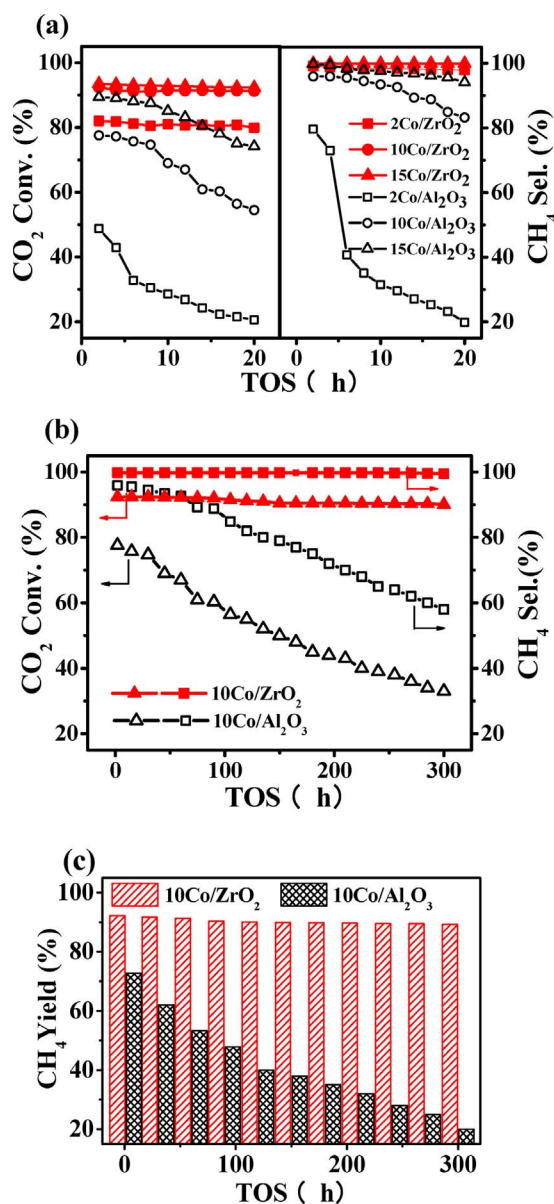 (a)
100
80
60
40
20
CO₂ Conv. (%)
0 10 20
0 10 20
TOS ( h)
100
80
60
40
20
CH₄ Sel. (%)
2Co/ZrO₂
10Co/ZrO₂
15Co/ZrO₂
2Co/Al₂O₃
10Co/Al₂O₃
15Co/Al₂O₃
(b)
100
80
60
40
20
CO₂ Conv. (%)
100
80
60
40
20
CH₄ Sel.(%)
10Co/ZrO₂
10Co/Al₂O₃
0 100 200 300
TOS ( h)
(c)
100
80
60
40
20
CH₄ Yield (%)
10Co/ZrO₂ 10Co/Al₂O₃
0 100 200 300
TOS ( h)